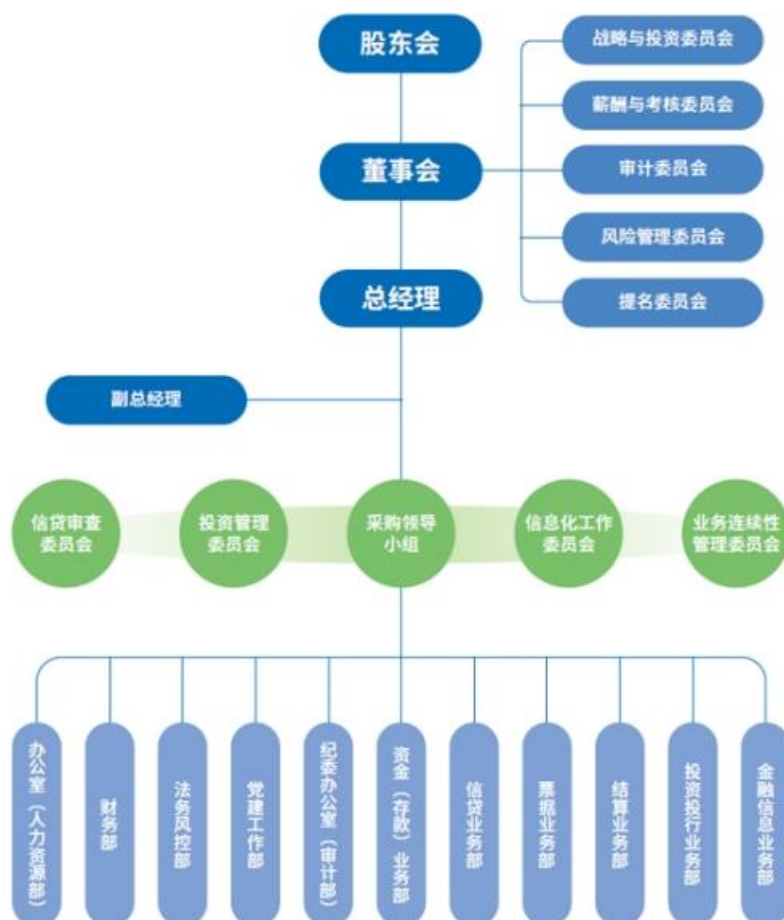 股东会
战略与投资委员会
薪酬与考核委员会
董事会
审计委员会
风险管理委员会
总经理
提名委员会
副总经理
信贷审查
委员会
投资管理
委员会
采购领导
小组
信息化工作
委员会
业务连续性
管理委员会
办公室（人力资源部）
财务部
法务风控部
党建工作部
纪委办公室（审计部）
资金（存款）业务部
信贷业务部
票据业务部
结算业务部
投资投行业务部
金融信息业务部